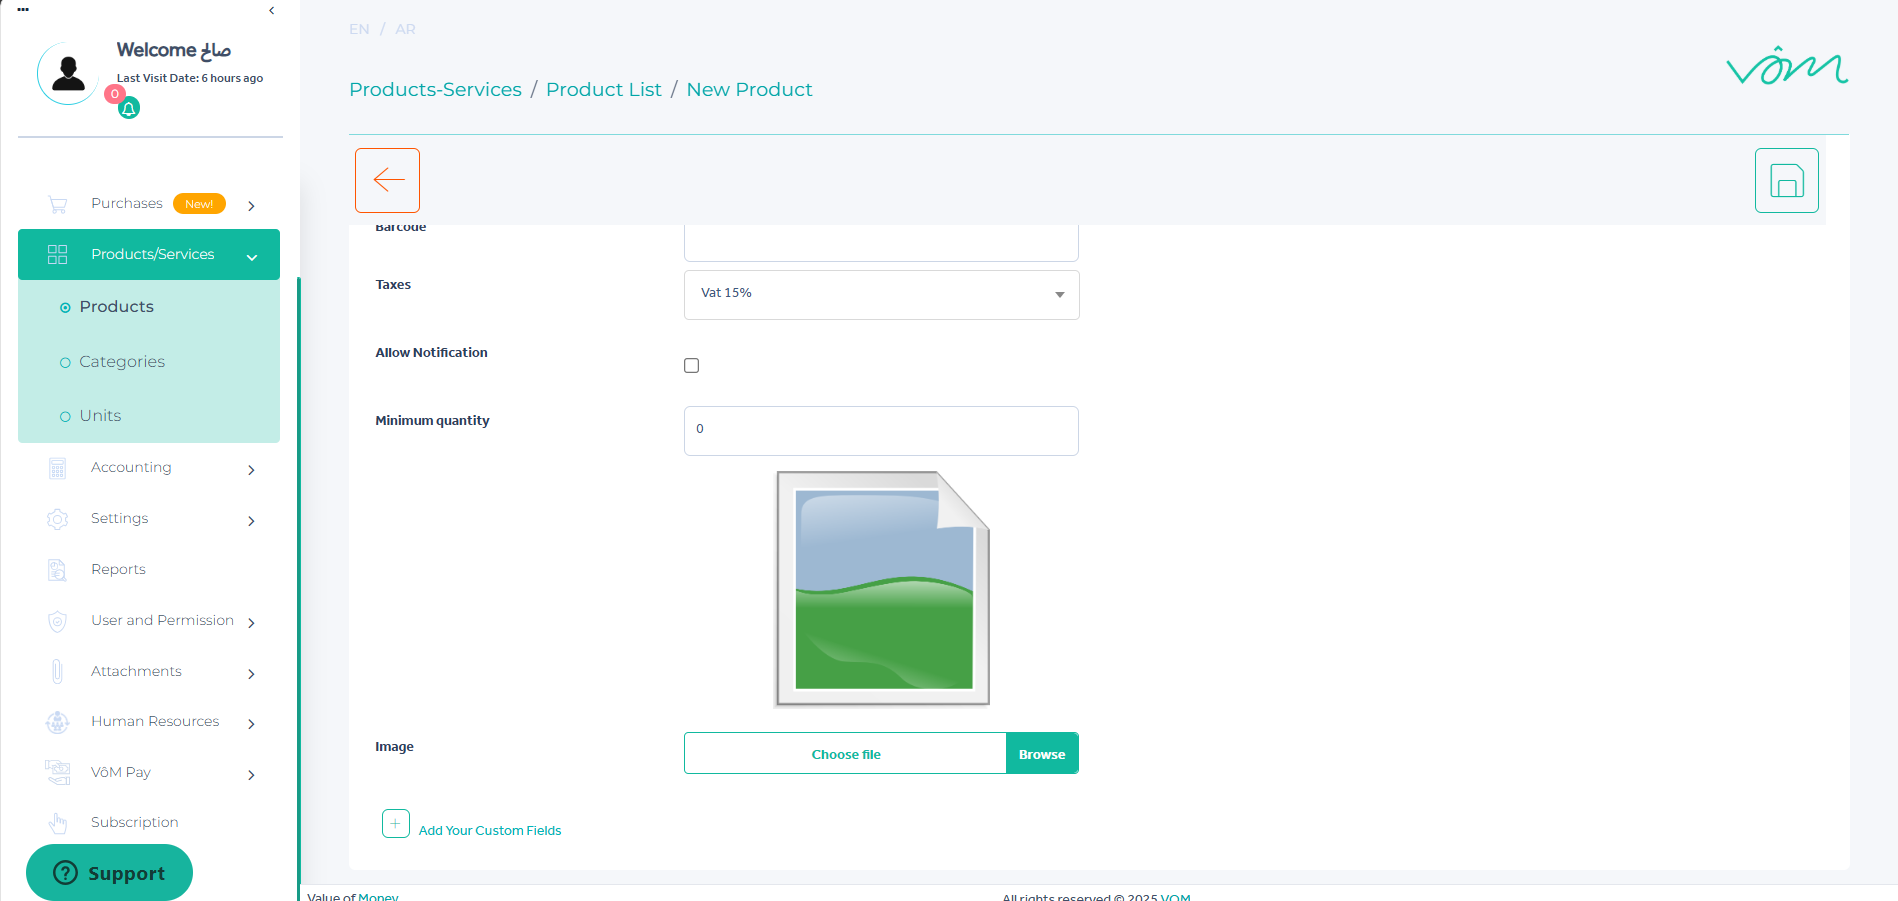 Welcome صالح
Last Visit Date: 6 hours ago
0
Purchases New!
Products/Services
Products
Categories
Units
Accounting
Settings
Reports
User and Permission
Attachments
Human Resources
VôM Pay
Subscription
Support
EN / AR
vôm
Products-Services / Product List / New Product
Barcode
Taxes
Vat 15%
Allow Notification
Minimum quantity
0
Image
Choose file
Browse
+ Add Your Custom Fields
Value of Money
All rights reserved © 2025 VOM